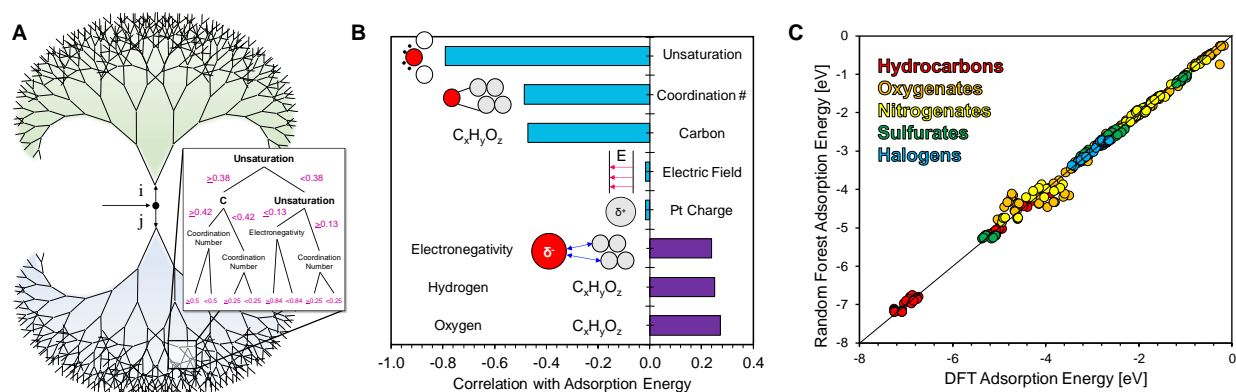 A
i
j
Unsaturation
≥0.38
<0.38
C
Unsaturation
≥0.42
<0.42
<0.13
≥0.13
Coordination
Number
Electronegativity
Coordination
Number
Coordination
Number
≥0.5 <0.5 ≥0.25 <0.25 ≥0.84 <0.84 ≥0.25 <0.25
B
Unsaturation
Coordination #
CxHyOz
Carbon
E
Electric Field
δ+
Pt Charge
Electronegativity
δ-
Hydrogen
CxHyOz
Oxygen
CxHyOz
-1.0 -0.8 -0.6 -0.4 -0.2 0.0 0.2 0.4
Correlation with Adsorption Energy
C
Random Forest Adsorption Energy [eV]
0
-1
-2
-3
-4
-5
-6
-7
-8
Hydrocarbons
Oxygenates
Nitrogenates
Sulfurates
Halogens
-8 -6 -4 -2 0
DFT Adsorption Energy [eV]